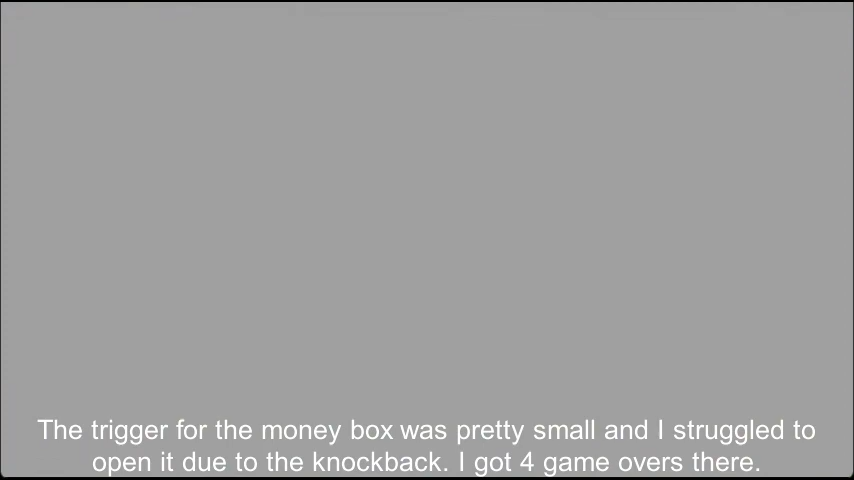 The trigger for the money box was pretty small and I struggled to
open it due to the knockback. I got 4 game overs there.